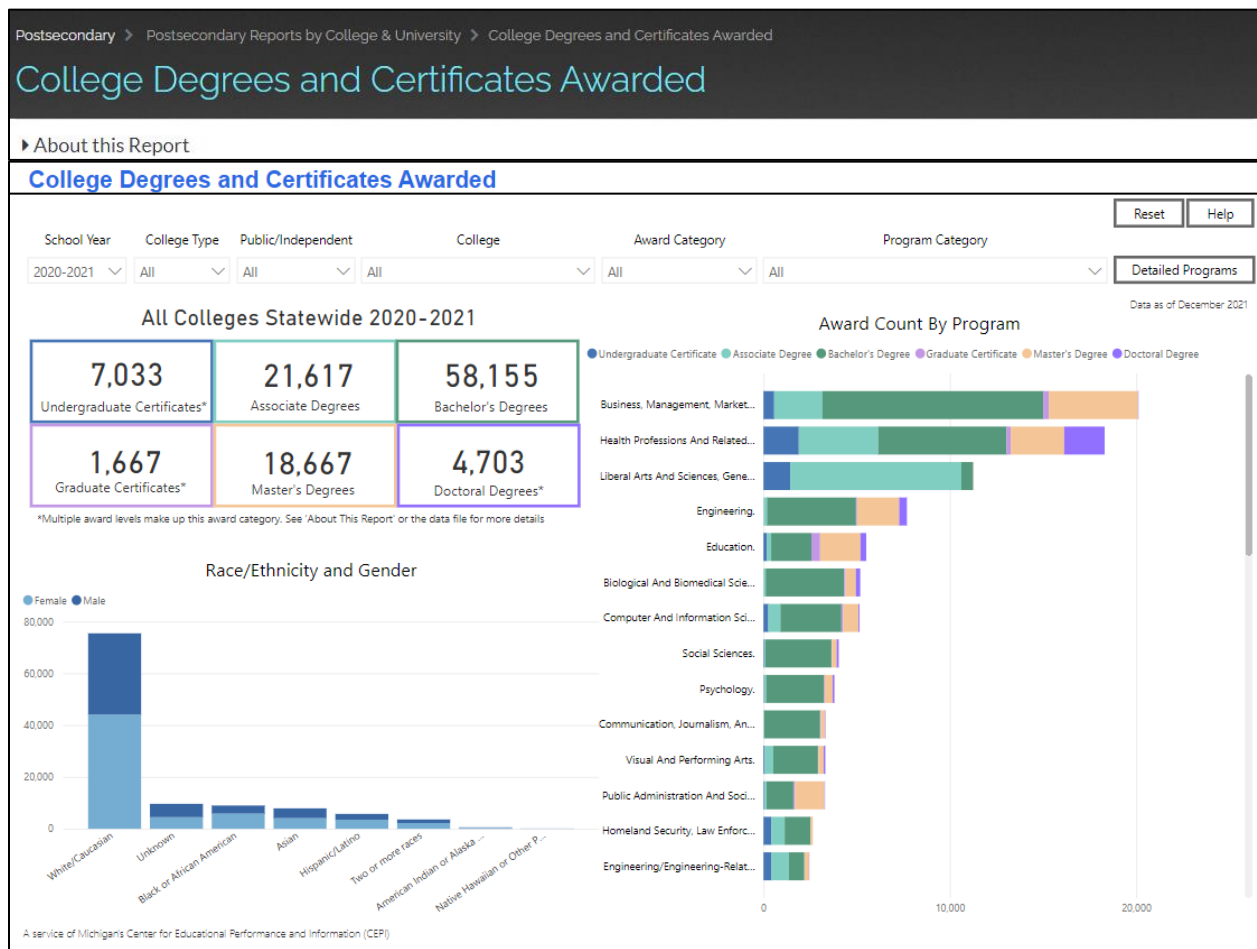 Postsecondary > Postsecondary Reports by College & University > College Degrees and Certificates Awarded
College Degrees and Certificates Awarded
About this Report
College Degrees and Certificates Awarded
Reset Help
School Year College Type Public/Independent College Award Category Program Category
2020-2021 All All All All All Detailed Programs
Data as of December 2021
All Colleges Statewide 2020-2021
7,033 21,617 58,155
Undergraduate Certificates* Associate Degrees Bachelor's Degrees
1,667 18,667 4,703
Graduate Certificates* Master's Degrees Doctoral Degrees*
*Multiple award levels make up this award category. See 'About This Report' or the data file for more details
Race/Ethnicity and Gender
Female Male
80,000
60,000
40,000
20,000
0
White/Caucasian
Unknown
Black or African American
Asian
Hispanic/Latino
Two or more races
American Indian or Alaska ...
Native Hawaiian or Other P...
Award Count By Program
Undergraduate Certificate Associate Degree Bachelor's Degree Graduate Certificate Master's Degree Doctoral Degree
Business, Management, Market...
Health Professions And Related...
Liberal Arts And Sciences, Gene...
Engineering.
Education.
Biological And Biomedical Scie...
Computer And Information Sci...
Social Sciences.
Psychology.
Communication, Journalism, An...
Visual And Performing Arts.
Public Administration And Soci...
Homeland Security, Law Enforc...
Engineering/Engineering-Relat...
0 10,000 20,000
A service of Michigan's Center for Educational Performance and Information (CEPI)